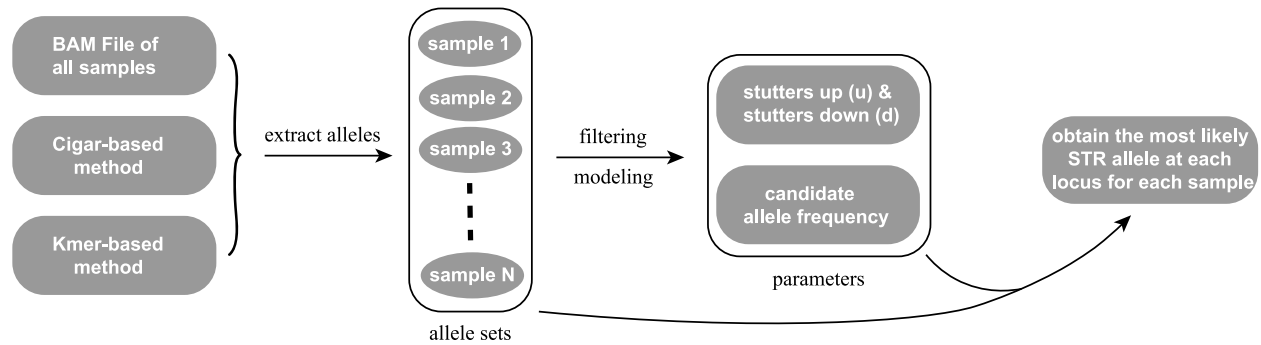 BAM File of
all samples
Cigar-based
method
Kmer-based
method
extract alleles
sample 1
sample 2
sample 3
sample N
allele sets
filtering
modeling
stutters up (u) &
stutters down (d)
candidate
allele frequency
parameters
obtain the most likely
STR allele at each
locus for each sample